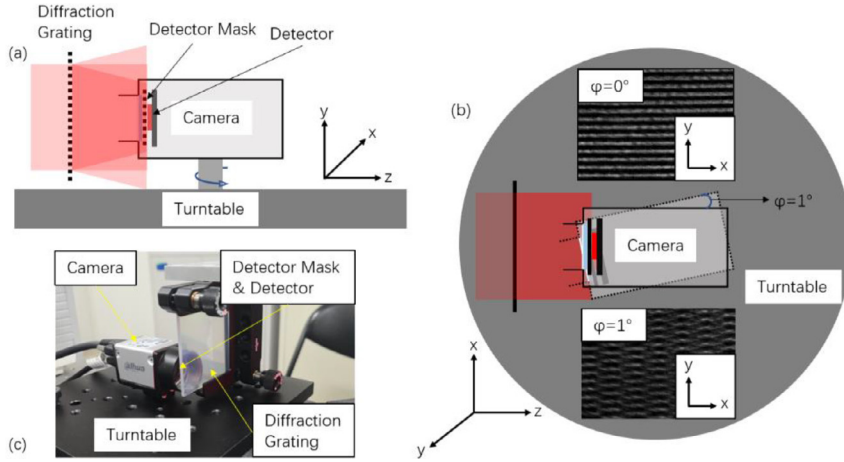 Diffraction
Grating
Detector Mask
Detector
(a)
Camera
y
x
z
Turntable
Camera
Detector Mask
& Detector
Turntable
Diffraction
Grating
(c)
φ=0°
(b)
y
x
φ=1°
Camera
Turntable
φ=1°
y
x
x
z
y